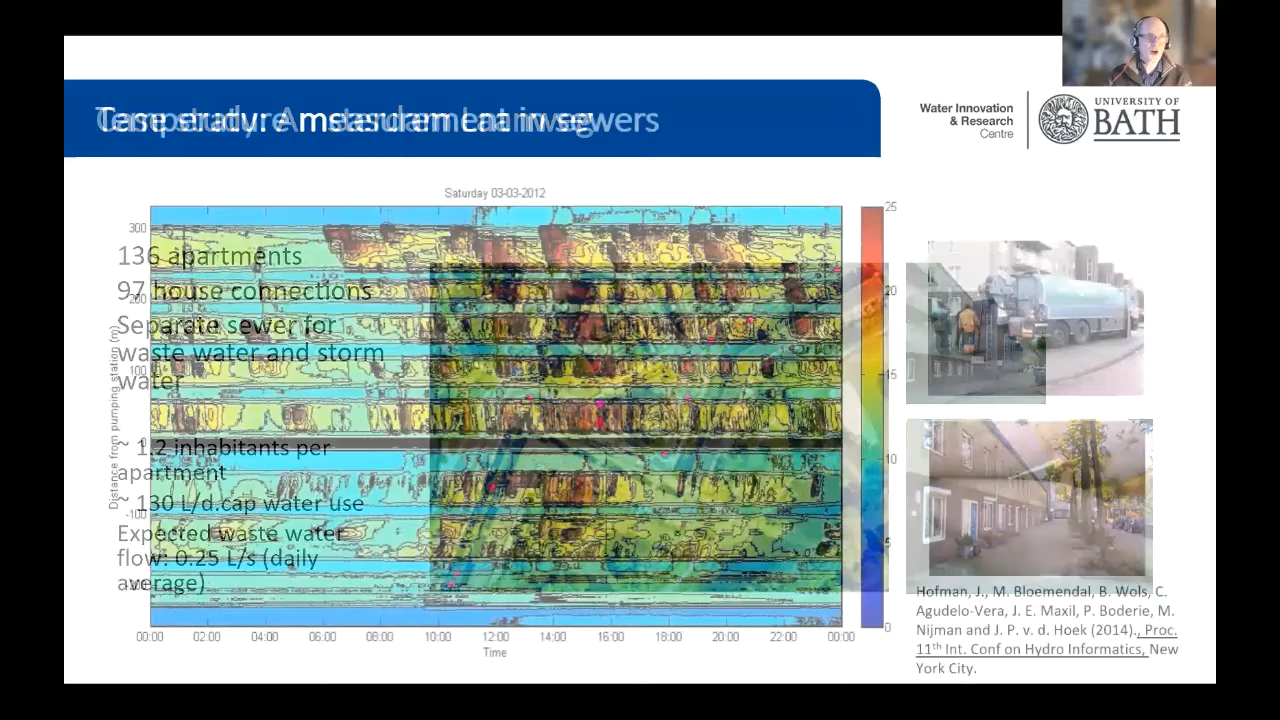 Water Innovation
& Research
Centre
UNIVERSITY OF
BATH
Saturday 03-03-2012
136 apartments
97 house connections
Separate sewer for
waste water and storm
water
~ 1.2 inhabitants per
apartment
~ 130 L/d.cap water use
Expected waste water
flow: 0.25 L/s (daily
average)
Distance from pumping station (m)
300
200
100
-100
00:00 02:00 04:00 06:00 08:00 10:00 12:00 14:00 16:00 18:00 20:00 22:00 00:00
Time
25
20
15
10
5
0
Hofman, J., M. Bloemendal, B. Wols, C.
Agudelo-Vera, J. E. Maxil, P. Boderie, M.
Nijman and J. P. v. d. Hoek (2014)., Proc.
11th Int. Conf on Hydro Informatics, New
York City.